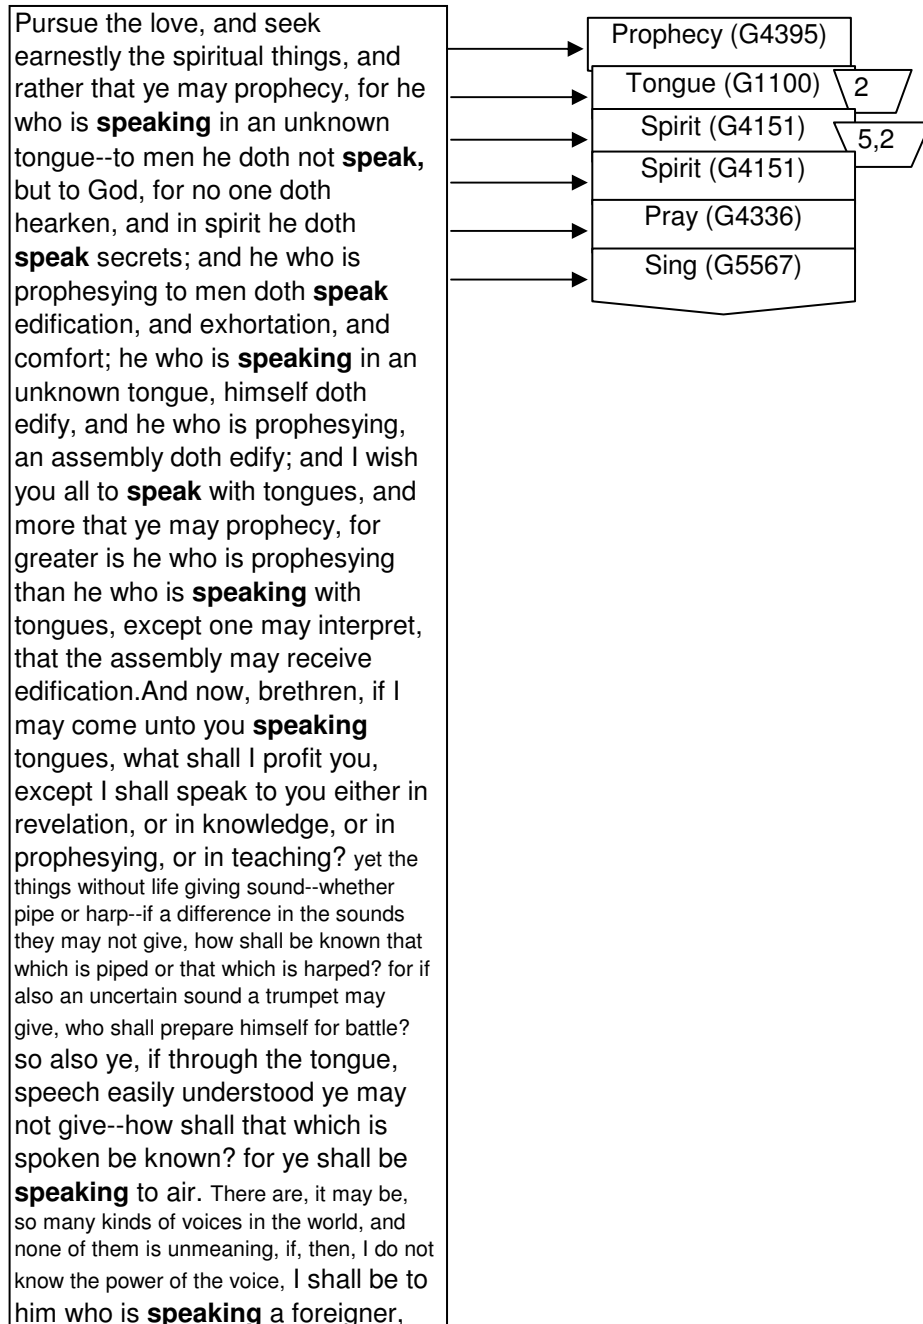 Pursue the love, and seek
earnestly the spiritual things, and
rather that ye may prophecy, for he
who is speaking in an unknown
tongue--to men he doth not speak,
but to God, for no one doth
hearken, and in spirit he doth
speak secrets; and he who is
prophesying to men doth speak
edification, and exhortation, and
comfort; he who is speaking in an
unknown tongue, himself doth
edify, and he who is prophesying,
an assembly doth edify; and I wish
you all to speak with tongues, and
more that ye may prophecy, for
greater is he who is prophesying
than he who is speaking with
tongues, except one may interpret,
that the assembly may receive
edification.And now, brethren, if I
may come unto you speaking
tongues, what shall I profit you,
except I shall speak to you either in
revelation, or in knowledge, or in
prophesying, or in teaching? yet the
things without life giving sound--whether
pipe or harp--if a difference in the sounds
they may not give, how shall be known that
which is piped or that which is harped? for if
also an uncertain sound a trumpet may
give, who shall prepare himself for battle?
so also ye, if through the tongue,
speech easily understood ye may
not give--how shall that which is
spoken be known? for ye shall be
speaking to air. There are, it may be,
so many kinds of voices in the world, and
none of them is unmeaning, if, then, I do not
know the power of the voice, I shall be to
him who is speaking a foreigner,
Prophecy (G4395)
Tongue (G1100) 2
Spirit (G4151) 5,2
Spirit (G4151)
Pray (G4336)
Sing (G5567)